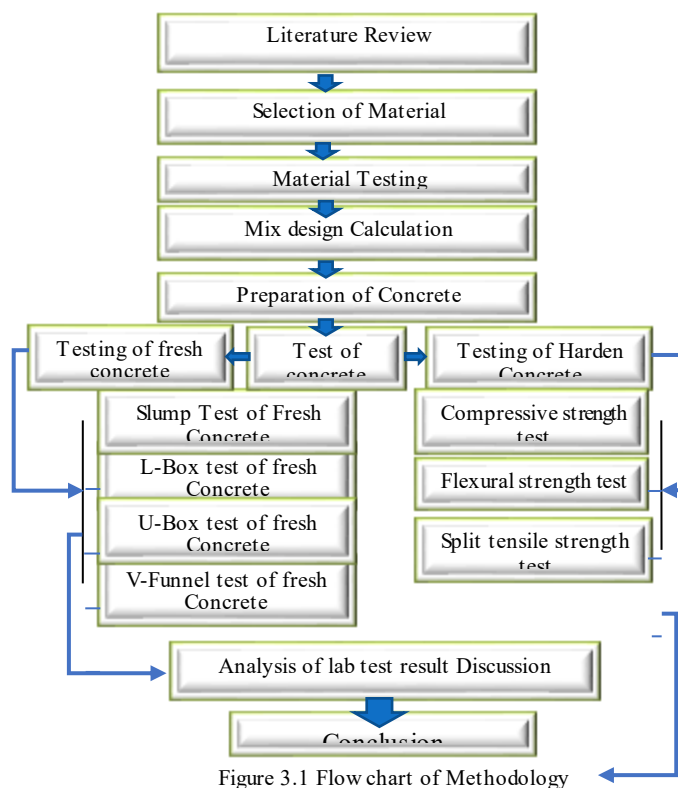 Literature Review
Selection of Material
Material Testing
Mix design Calculation
Preparation of Concrete
Testing of fresh
concrete
Test of
concrete
Testing of Harden
Concrete
Slump Test of Fresh
Concrete
L-Box test of fresh
Concrete
U-Box test of fresh
Concrete
V-Funnel test of fresh
Concrete
Compressive strength
test
Flexural strength test
Split tensile strength
test
Analysis of lab test result Discussion
Conclusion
Figure 3.1 Flow chart of Methodology